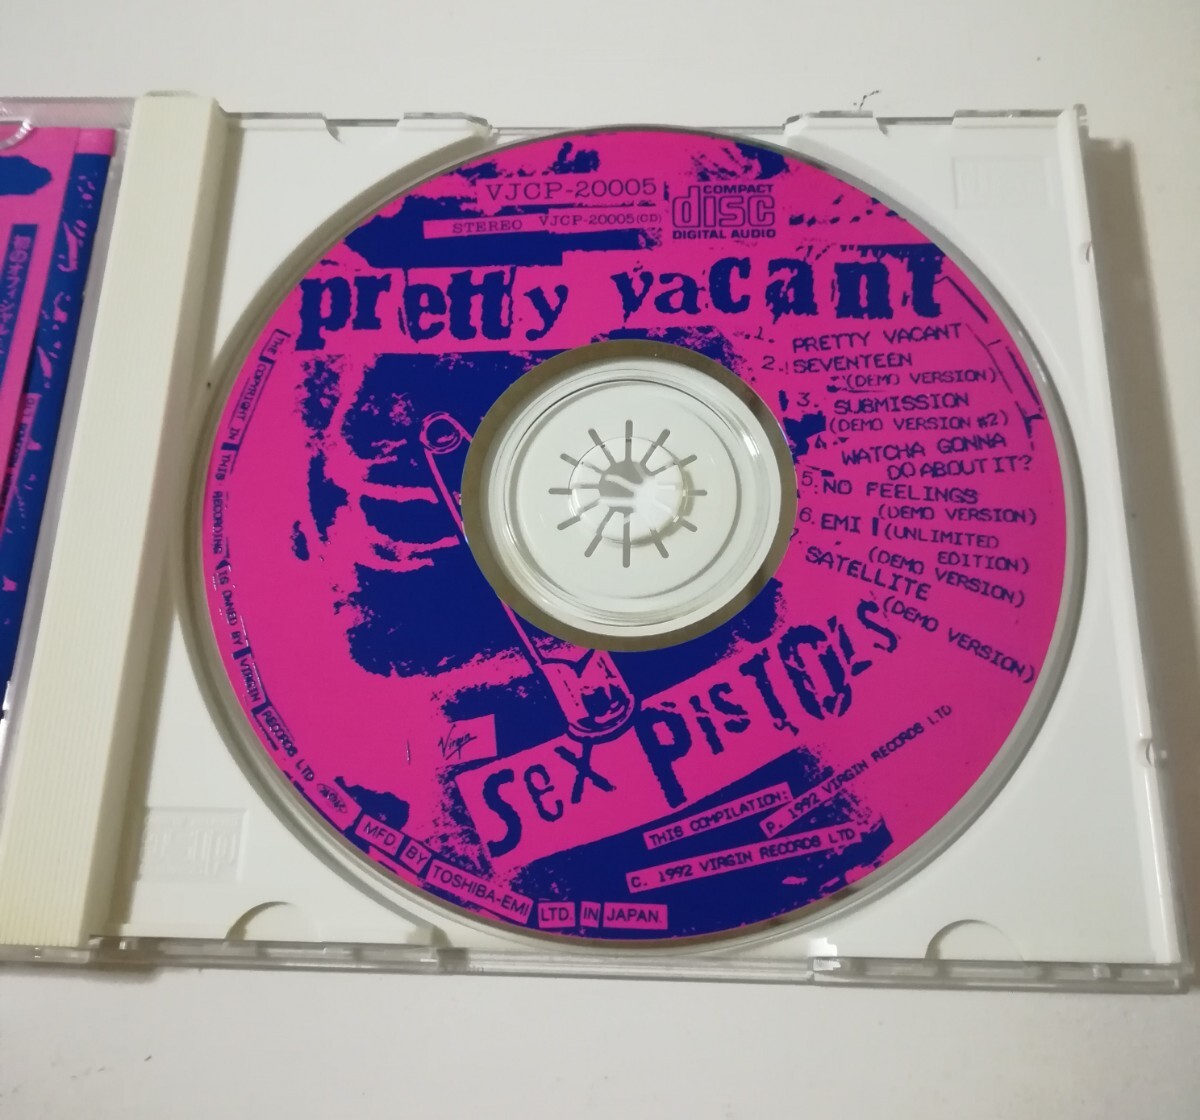 VJCP-20005
STEREO VJCP-20005(CD)
COMPACT
disc
DIGITAL AUDIO
pretty vacant
1. PRETTY VACANT
2. SEVENTEEN
(DEMO VERSION)
3. SUBMISSION
(DEMO VERSION #2)
4. WATCHA GONNA
DO ABOUT IT?
5. NO FEELINGS
(DEMO VERSION)
6. EMI (UNLIMITED
EDITION)
(DEMO VERSION)
SATELLITE
(DEMO VERSION)
Virgin
sex pistols
THIS COMPILATION:
P. 1992 VIRGIN RECORDS LTD
C. 1992 VIRGIN RECORDS LTD
THE COPYRIGHT IN THIS RECORDING IS OWNED BY VIRGIN RECORDS LTD
MFD. BY TOSHIBA-EMI LTD. IN JAPAN.